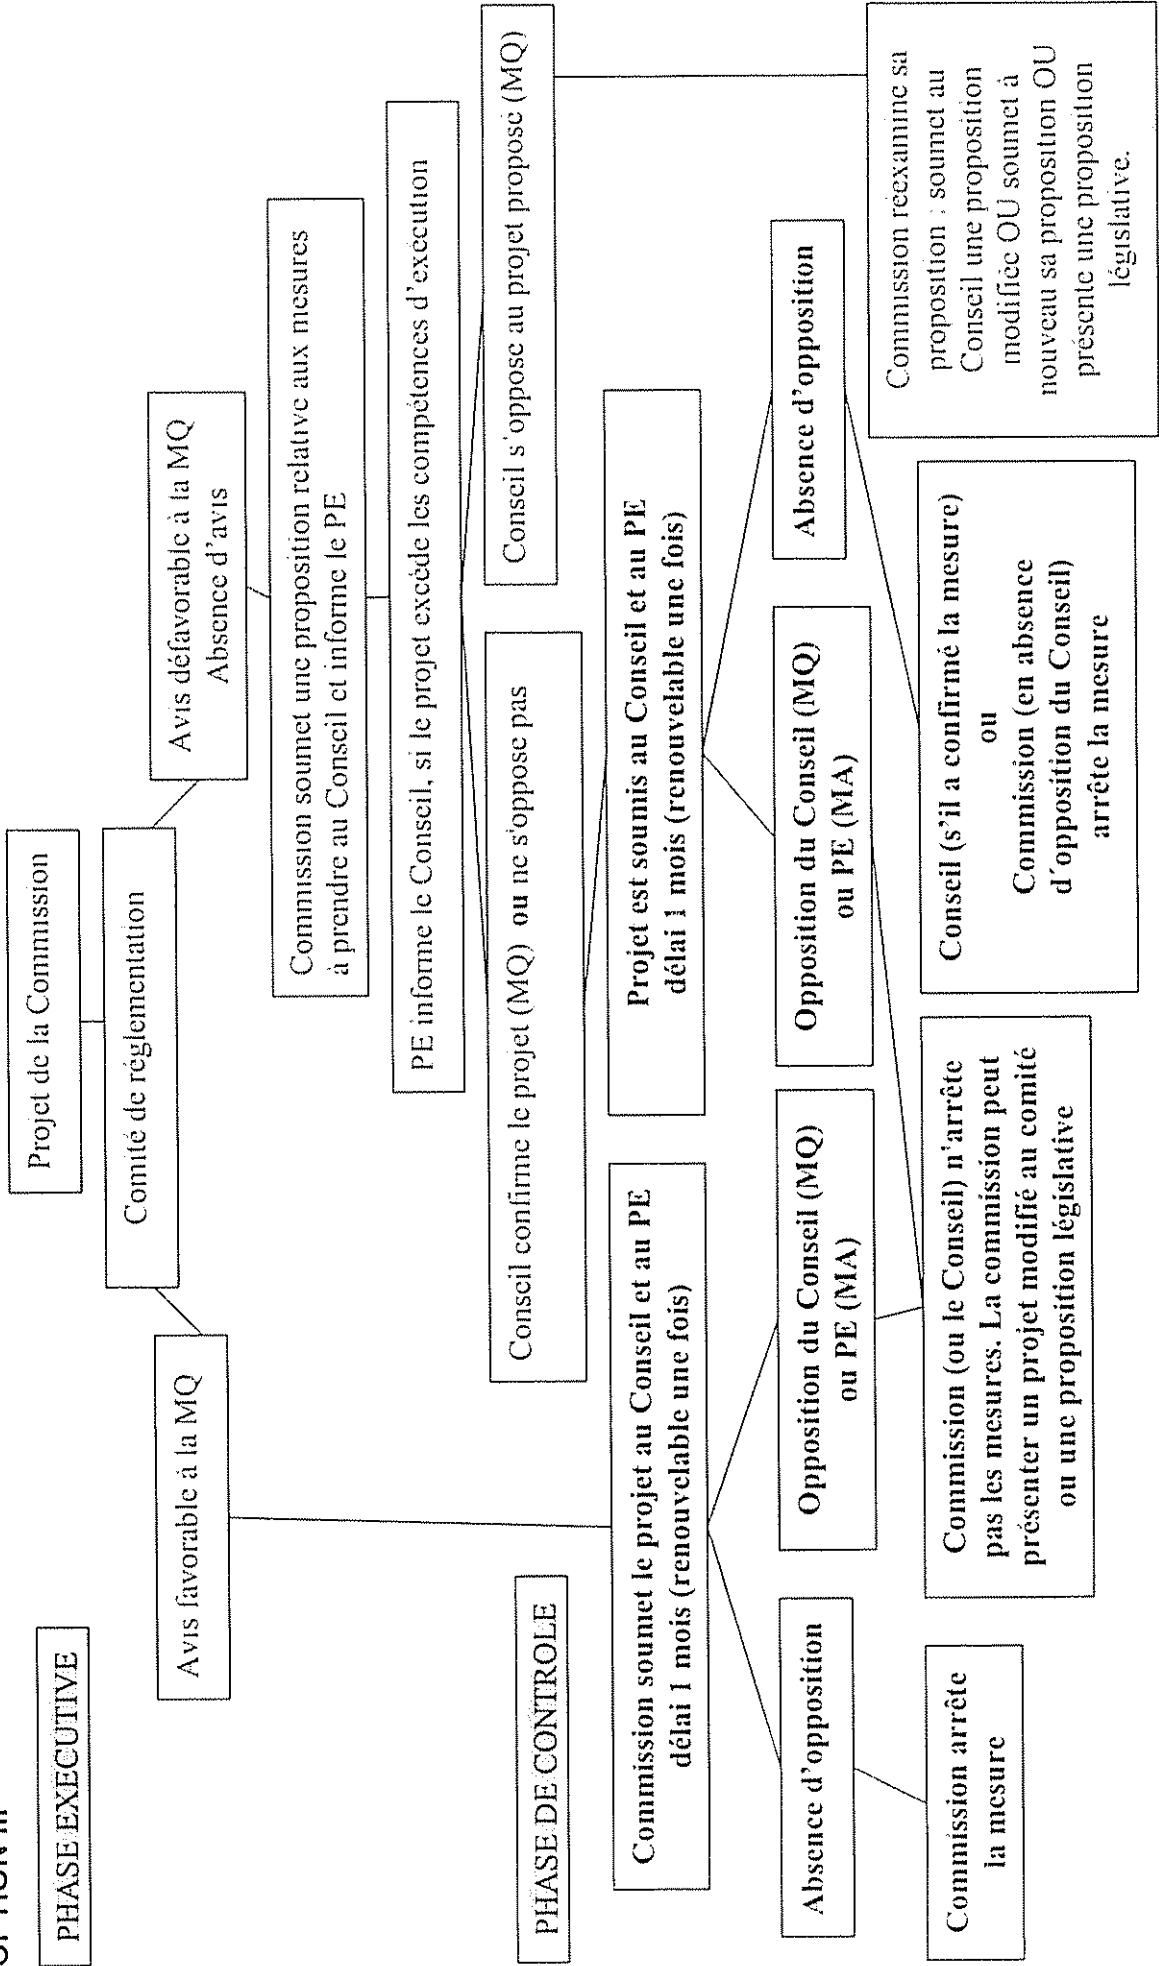 OPTION III
PHASE EXECUTIVE
Projet de la Commission
Comité de réglementation
Avis favorable à la MQ
Avis défavorable à la MQ
Absence d'avis
Commission soumet une proposition relative aux mesures
à prendre au Conseil et informe le PE
PE informe le Conseil, si le projet excède les compétences d'exécution
Conseil confirme le projet (MQ) ou ne s'oppose pas
Conseil s'oppose au projet proposé (MQ)
PHASE DE CONTROLE
Commission soumet le projet au Conseil et au PE
délai 1 mois (renouvelable une fois)
Projet est soumis au Conseil et au PE
délai 1 mois (renouvelable une fois)
Absence d'opposition
Opposition du Conseil (MQ)
ou PE (MA)
Opposition du Conseil (MQ)
ou PE (MA)
Absence d'opposition
Commission arrête
la mesure
Commission (ou le Conseil) n'arrête
pas les mesures. La commission peut
présenter un projet modifié au comité
ou une proposition législative
Conseil (s'il a confirmé la mesure)
ou
Commission (en absence
d'opposition du Conseil)
arrête la mesure
Commission réexamine sa
proposition : soumet au
Conseil une proposition
modifiée OU soumet à
nouveau sa proposition OU
présente une proposition
législative.